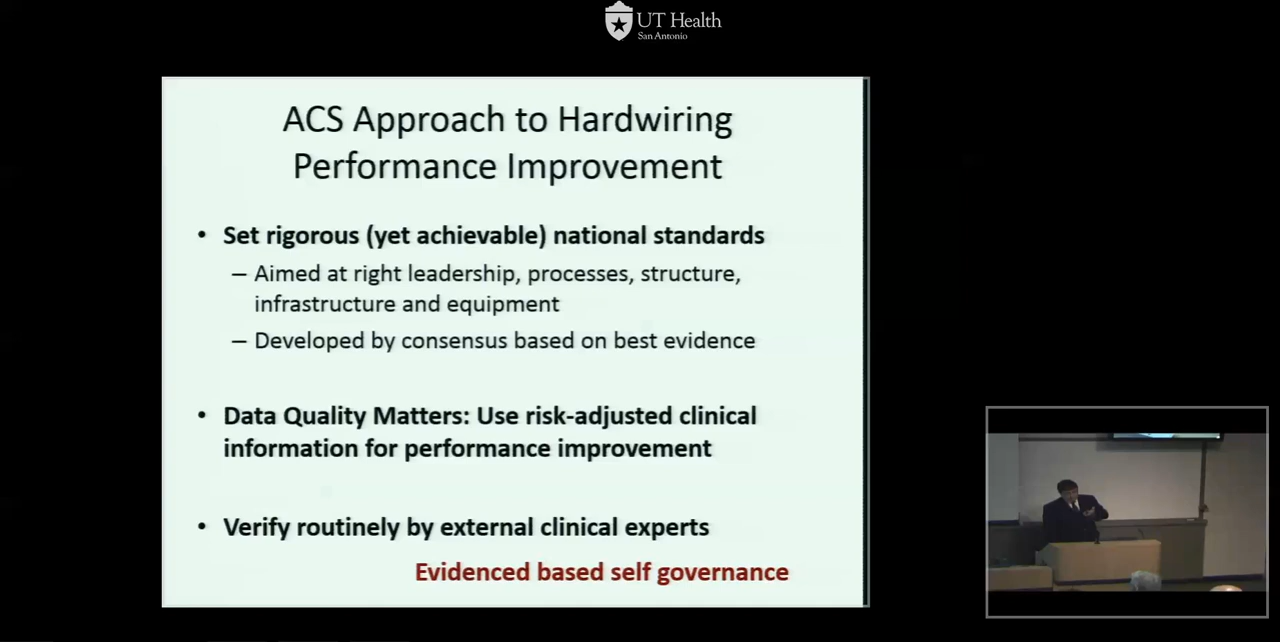 UT Health
San Antonio
ACS Approach to Hardwiring
Performance Improvement
• Set rigorous (yet achievable) national standards
– Aimed at right leadership, processes, structure,
infrastructure and equipment
– Developed by consensus based on best evidence
• Data Quality Matters: Use risk-adjusted clinical
information for performance improvement
• Verify routinely by external clinical experts
Evidenced based self governance